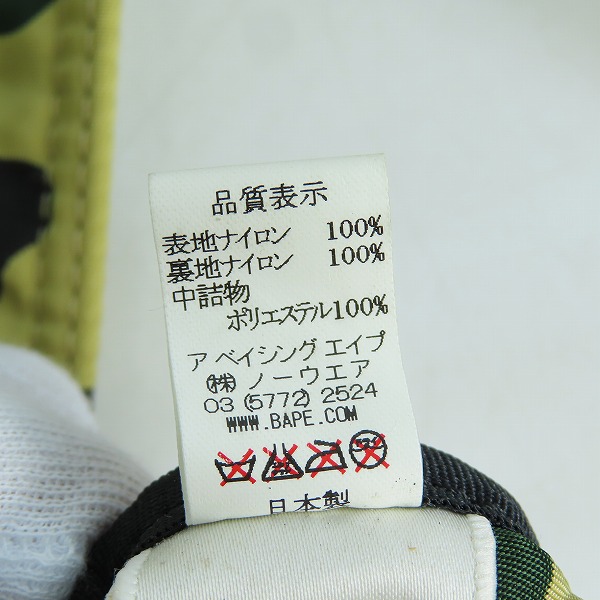 品質表示
表地ナイロン 100%
裏地ナイロン 100%
中詰物
ポリエステル100%
ア ベイシング エイプ
㈱ ノーウエア
03 (5772) 2524
WWW.BAPE.COM
日本製